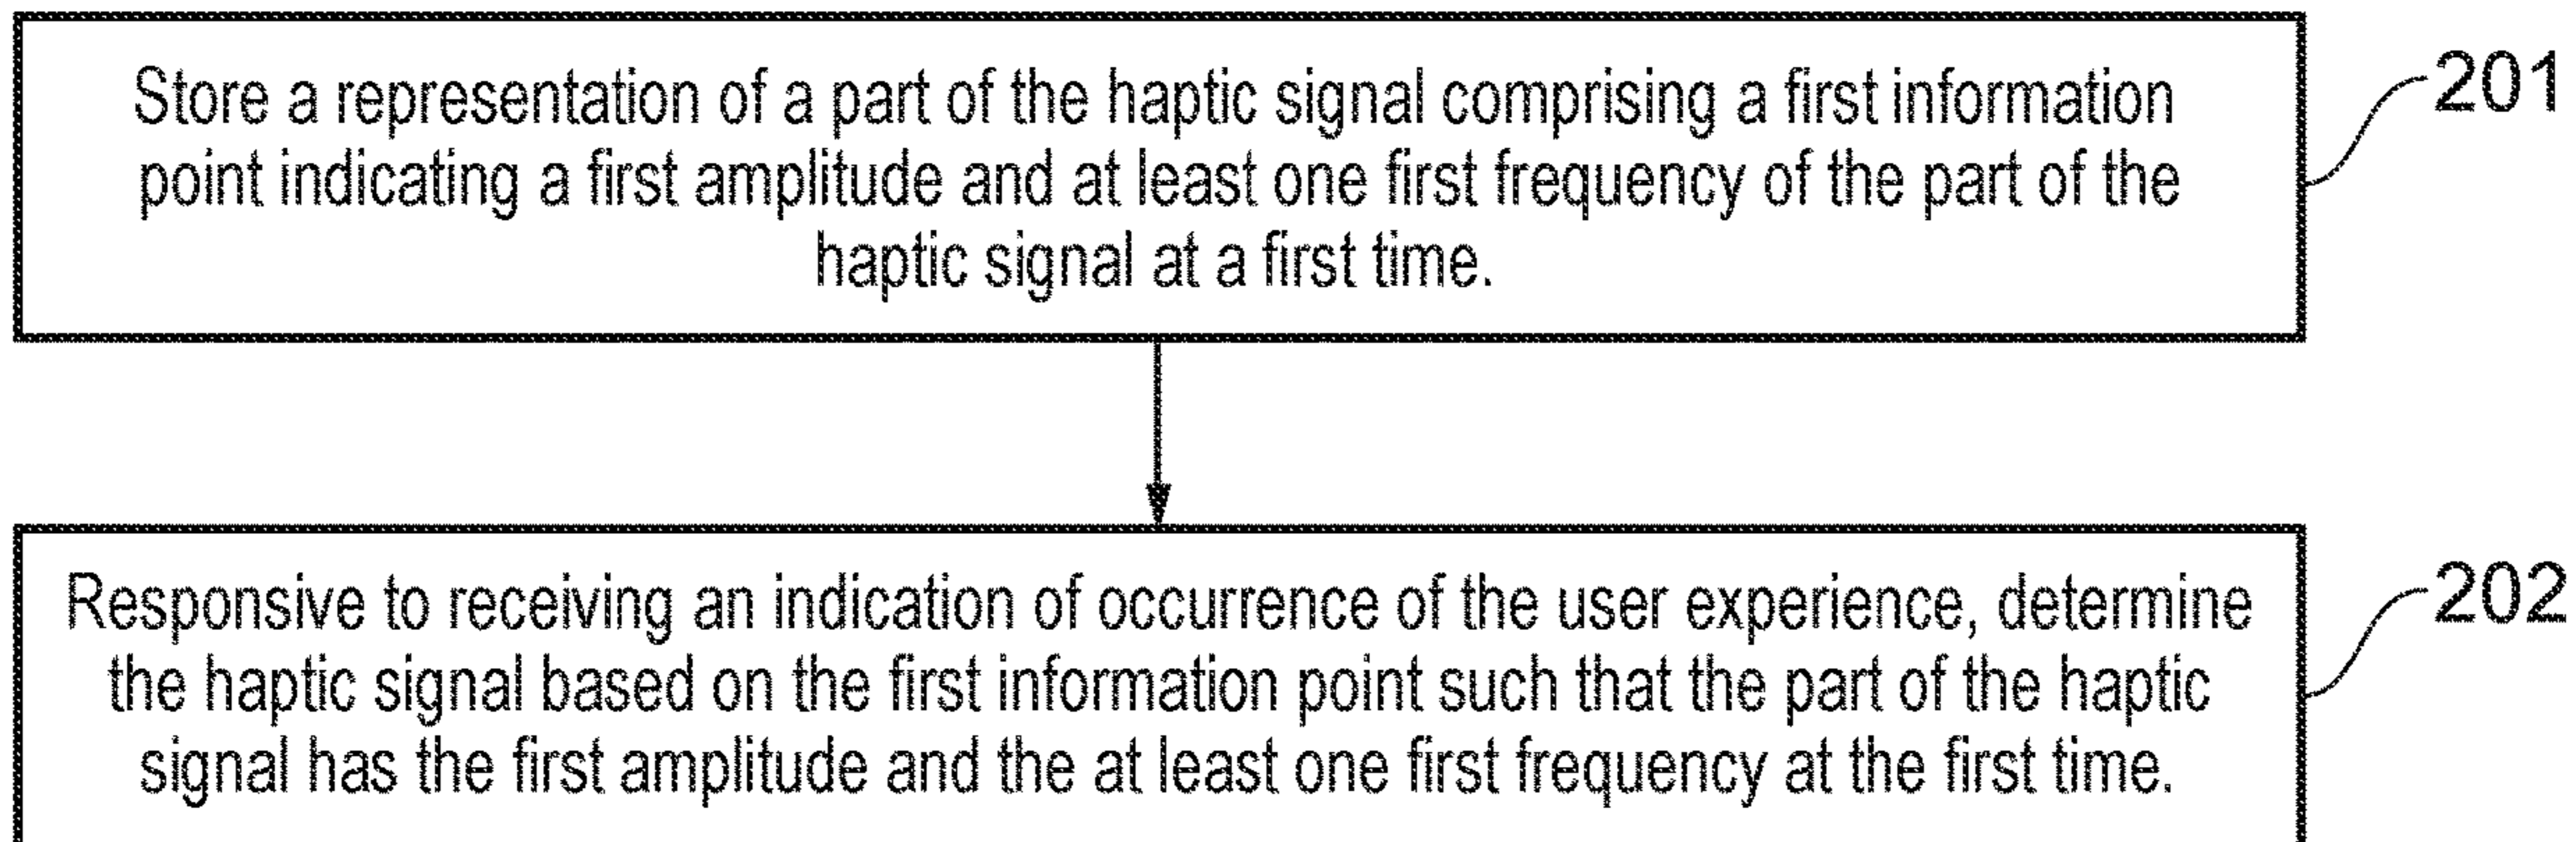 Store a representation of a part of the haptic signal comprising a first information
point indicating a first amplitude and at least one first frequency of the part of the
haptic signal at a first time.
201
Responsive to receiving an indication of occurrence of the user experience, determine
the haptic signal based on the first information point such that the part of the haptic
signal has the first amplitude and the at least one first frequency at the first time.
202